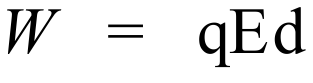 W = qEd